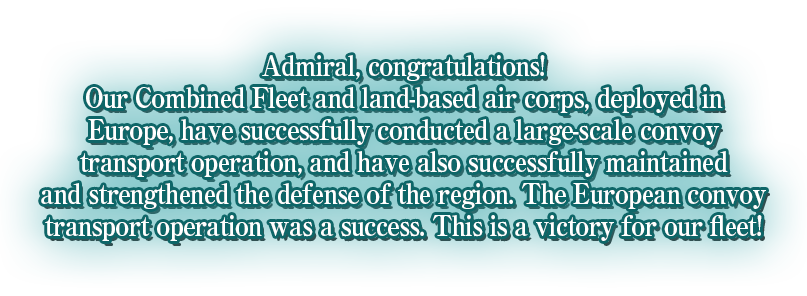 Admiral, congratulations!
Our Combined Fleet and land-based air corps, deployed in
Europe, have successfully conducted a large-scale convoy
transport operation, and have also successfully maintained
and strengthened the defense of the region. The European convoy
transport operation was a success. This is a victory for our fleet!